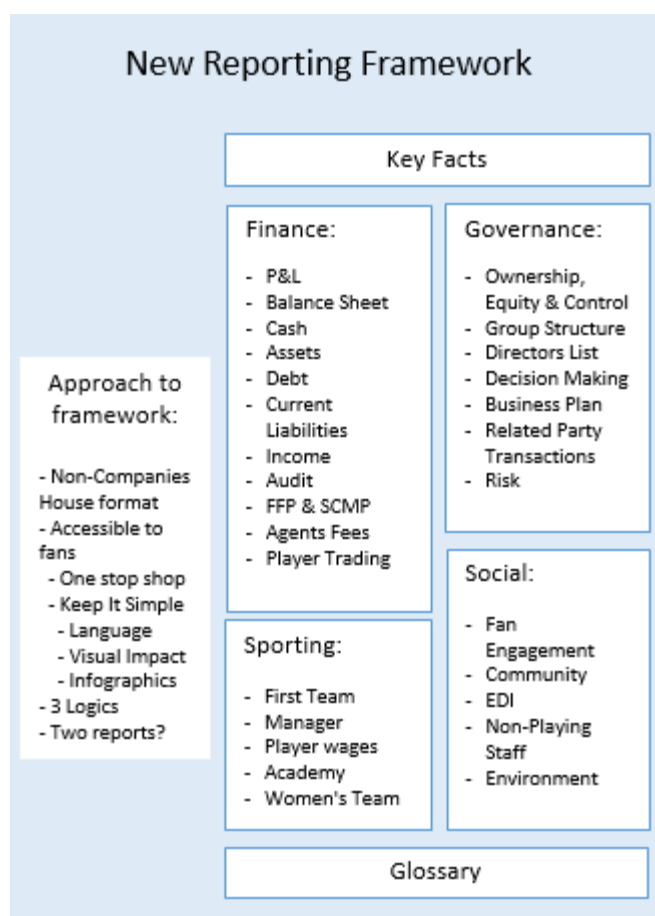 New Reporting Framework
Key Facts
Approach to
framework:
- Non-Companies
House format
- Accessible to
fans
- One stop shop
- Keep It Simple
- Language
- Visual Impact
- Infographics
- 3 Logics
- Two reports?
Finance:
- P&L
- Balance Sheet
- Cash
- Assets
- Debt
- Current
Liabilities
- Income
- Audit
- FFP & SCMP
- Agents Fees
- Player Trading
Governance:
- Ownership,
Equity & Control
- Group Structure
- Directors List
- Decision Making
- Business Plan
- Related Party
Transactions
- Risk
Sporting:
- First Team
- Manager
- Player wages
- Academy
- Women's Team
Social:
- Fan
Engagement
- Community
- EDI
- Non-Playing
Staff
- Environment
Glossary